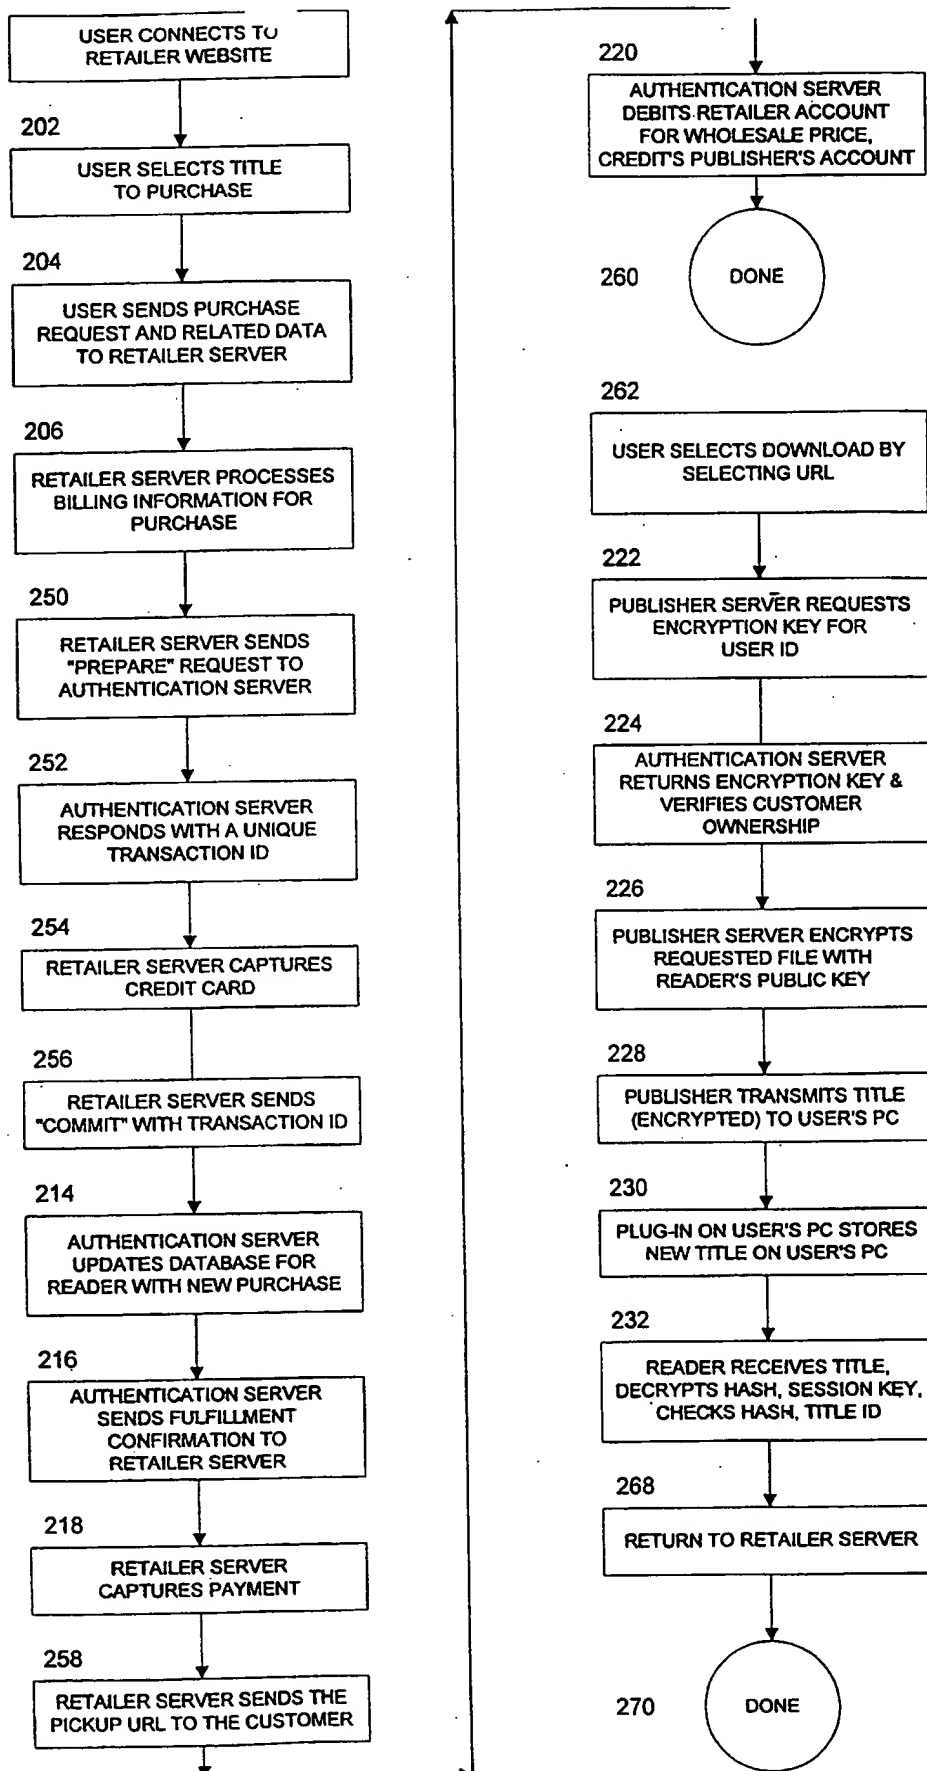 USER CONNECTS TO
RETAILER WEBSITE
202
USER SELECTS TITLE
TO PURCHASE
204
USER SENDS PURCHASE
REQUEST AND RELATED DATA
TO RETAILER SERVER
206
RETAILER SERVER PROCESSES
BILLING INFORMATION FOR
PURCHASE
250
RETAILER SERVER SENDS
"PREPARE" REQUEST TO
AUTHENTICATION SERVER
252
AUTHENTICATION SERVER
RESPONDS WITH A UNIQUE
TRANSACTION ID
254
RETAILER SERVER CAPTURES
CREDIT CARD
256
RETAILER SERVER SENDS
"COMMIT" WITH TRANSACTION ID
214
AUTHENTICATION SERVER
UPDATES DATABASE FOR
READER WITH NEW PURCHASE
216
AUTHENTICATION SERVER
SENDS FULFILLMENT
CONFIRMATION TO
RETAILER SERVER
218
RETAILER SERVER
CAPTURES PAYMENT
258
RETAILER SERVER SENDS THE
PICKUP URL TO THE CUSTOMER
220
AUTHENTICATION SERVER
DEBITS RETAILER ACCOUNT
FOR WHOLESALE PRICE,
CREDIT'S PUBLISHER'S ACCOUNT
260
DONE
262
USER SELECTS DOWNLOAD BY
SELECTING URL
222
PUBLISHER SERVER REQUESTS
ENCRYPTION KEY FOR
USER ID
224
AUTHENTICATION SERVER
RETURNS ENCRYPTION KEY &
VERIFIES CUSTOMER
OWNERSHIP
226
PUBLISHER SERVER ENCRYPTS
REQUESTED FILE WITH
READER'S PUBLIC KEY
228
PUBLISHER TRANSMITS TITLE
(ENCRYPTED) TO USER'S PC
230
PLUG-IN ON USER'S PC STORES
NEW TITLE ON USER'S PC
232
READER RECEIVES TITLE,
DECRYPTS HASH, SESSION KEY,
CHECKS HASH, TITLE ID
268
RETURN TO RETAILER SERVER
270
DONE